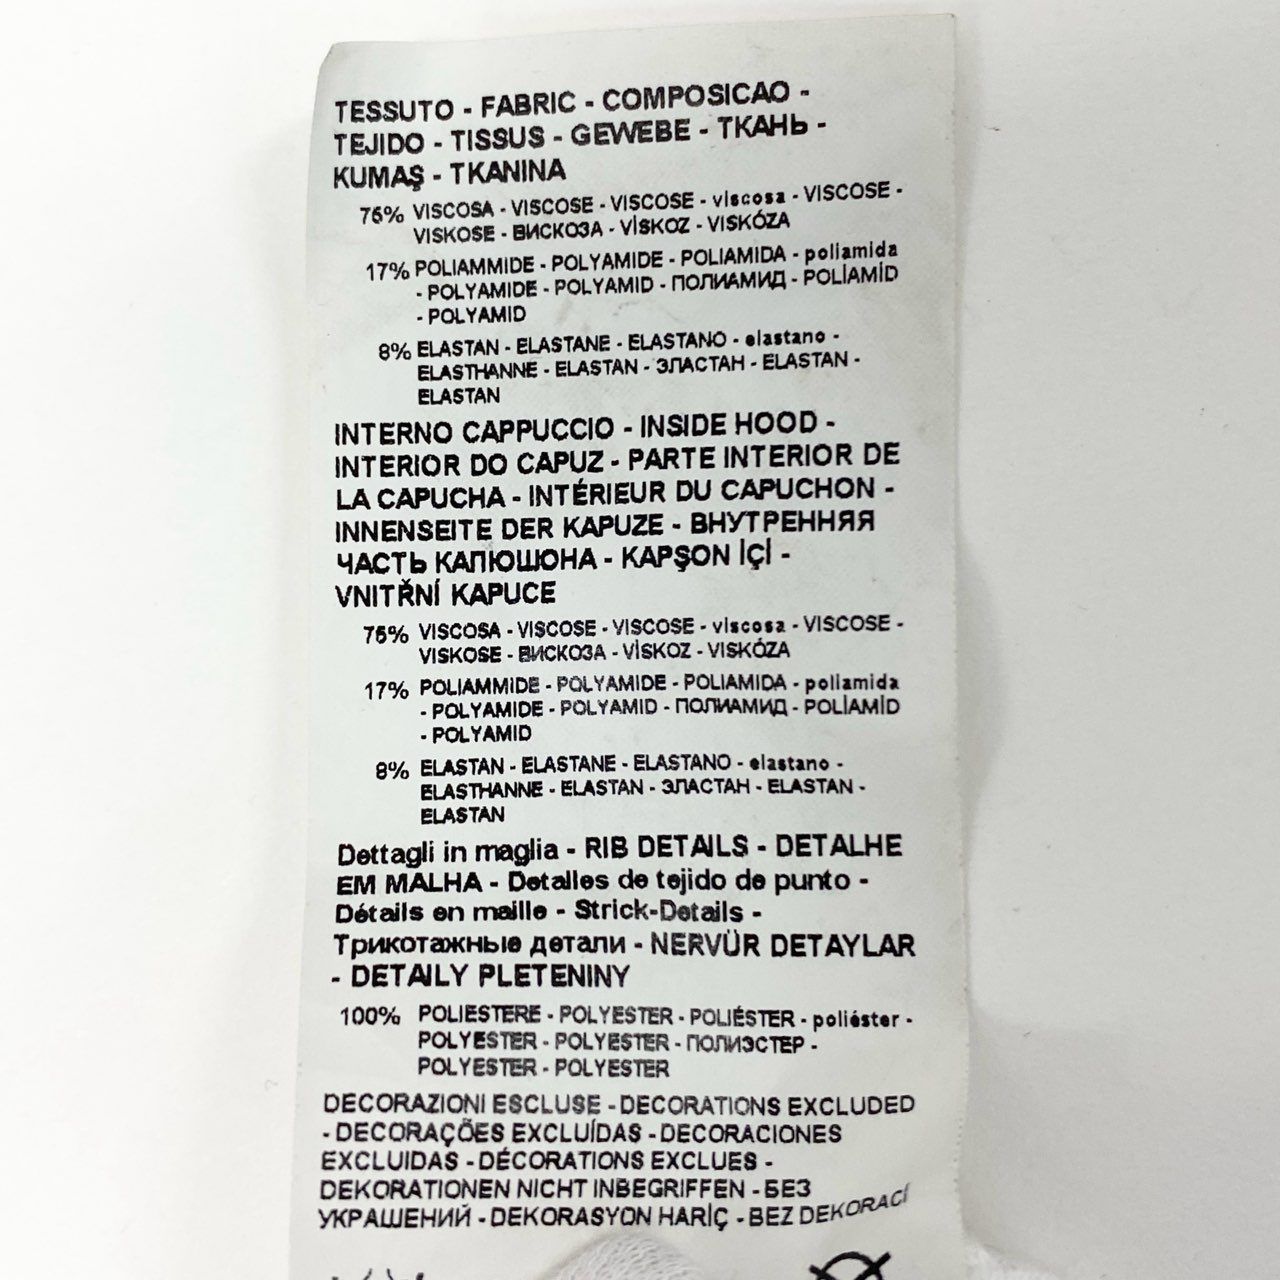 TESSUTO - FABRIC - COMPOSICAO -
TEJIDO - TISSUS - GEWEBE - ТКАНЬ -
KUMAŞ - TKANINA
75% VISCOSA - VISCOSE - VISCOSE - viscosa - VISCOSE -
VISKOSE - ВИСКОЗА - VİSKOZ - VISKÓZA
17% POLIAMMIDE - POLYAMIDE - POLIAMIDA - poliamida
- POLYAMIDE - POLYAMID - ПОЛИАМИД - POLİAMİD
- POLYAMID
8% ELASTAN - ELASTANE - ELASTANO - elastano -
ELASTHANNE - ELASTAN - ЭЛАСТАН - ELASTAN -
ELASTAN
INTERNO CAPPUCCIO - INSIDE HOOD -
INTERIOR DO CAPUZ - PARTE INTERIOR DE
LA CAPUCHA - INTÉRIEUR DU CAPUCHON -
INNENSEITE DER KAPUZE - ВНУТРЕННЯЯ
ЧАСТЬ КАПЮШОНА - KAPŞON İÇİ -
VNITŘNÍ KAPUCE
75% VISCOSA - VISCOSE - VISCOSE - viscosa - VISCOSE -
VISKOSE - ВИСКОЗА - VİSKOZ - VISKÓZA
17% POLIAMMIDE - POLYAMIDE - POLIAMIDA - poliamida
- POLYAMIDE - POLYAMID - ПОЛИАМИД - POLİAMİD
- POLYAMID
8% ELASTAN - ELASTANE - ELASTANO - elastano -
ELASTHANNE - ELASTAN - ЭЛАСТАН - ELASTAN -
ELASTAN
Dettagli in maglia - RIB DETAILS - DETALHE
EM MALHA - Detalles de tejido de punto -
Détails en maille - Strick-Details -
Трикотажные детали - NERVÜR DETAYLAR
- DETAILY PLETENINY
100% POLIESTERE - POLYESTER - POLIÉSTER - poliéster -
POLYESTER - POLYESTER - ПОЛИЭСТЕР -
POLYESTER - POLYESTER
DECORAZIONI ESCLUSE - DECORATIONS EXCLUDED
- DECORAÇÕES EXCLUÍDAS - DECORACIONES
EXCLUIDAS - DÉCORATIONS EXCLUES -
DEKORATIONEN NICHT INBEGRIFFEN - БЕЗ
УКРАШЕНИЙ - DEKORASYON HARİÇ - BEZ DEKORACÍ